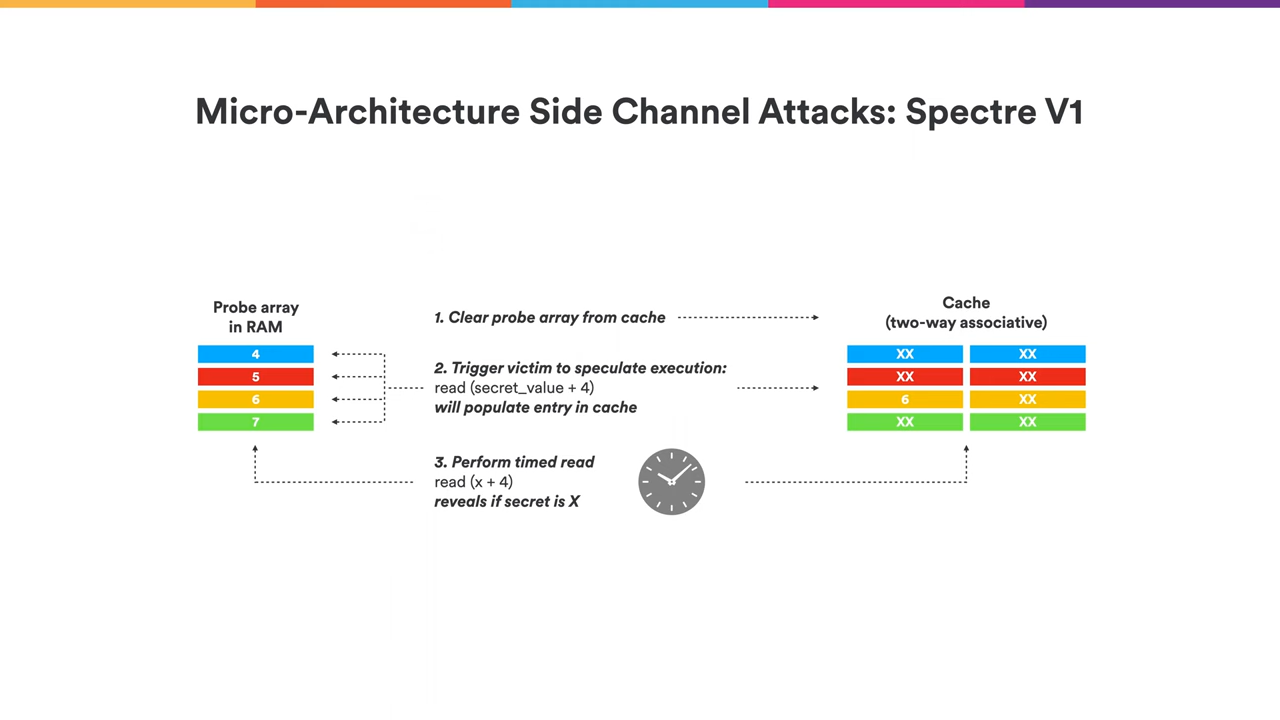 Micro-Architecture Side Channel Attacks: Spectre V1
Probe array
in RAM
4
5
6
7
1. Clear probe array from cache
2. Trigger victim to speculate execution:
read (secret_value + 4)
will populate entry in cache
3. Perform timed read
read (x + 4)
reveals if secret is X
Cache
(two-way associative)
XX XX
XX XX
6 XX
XX XX